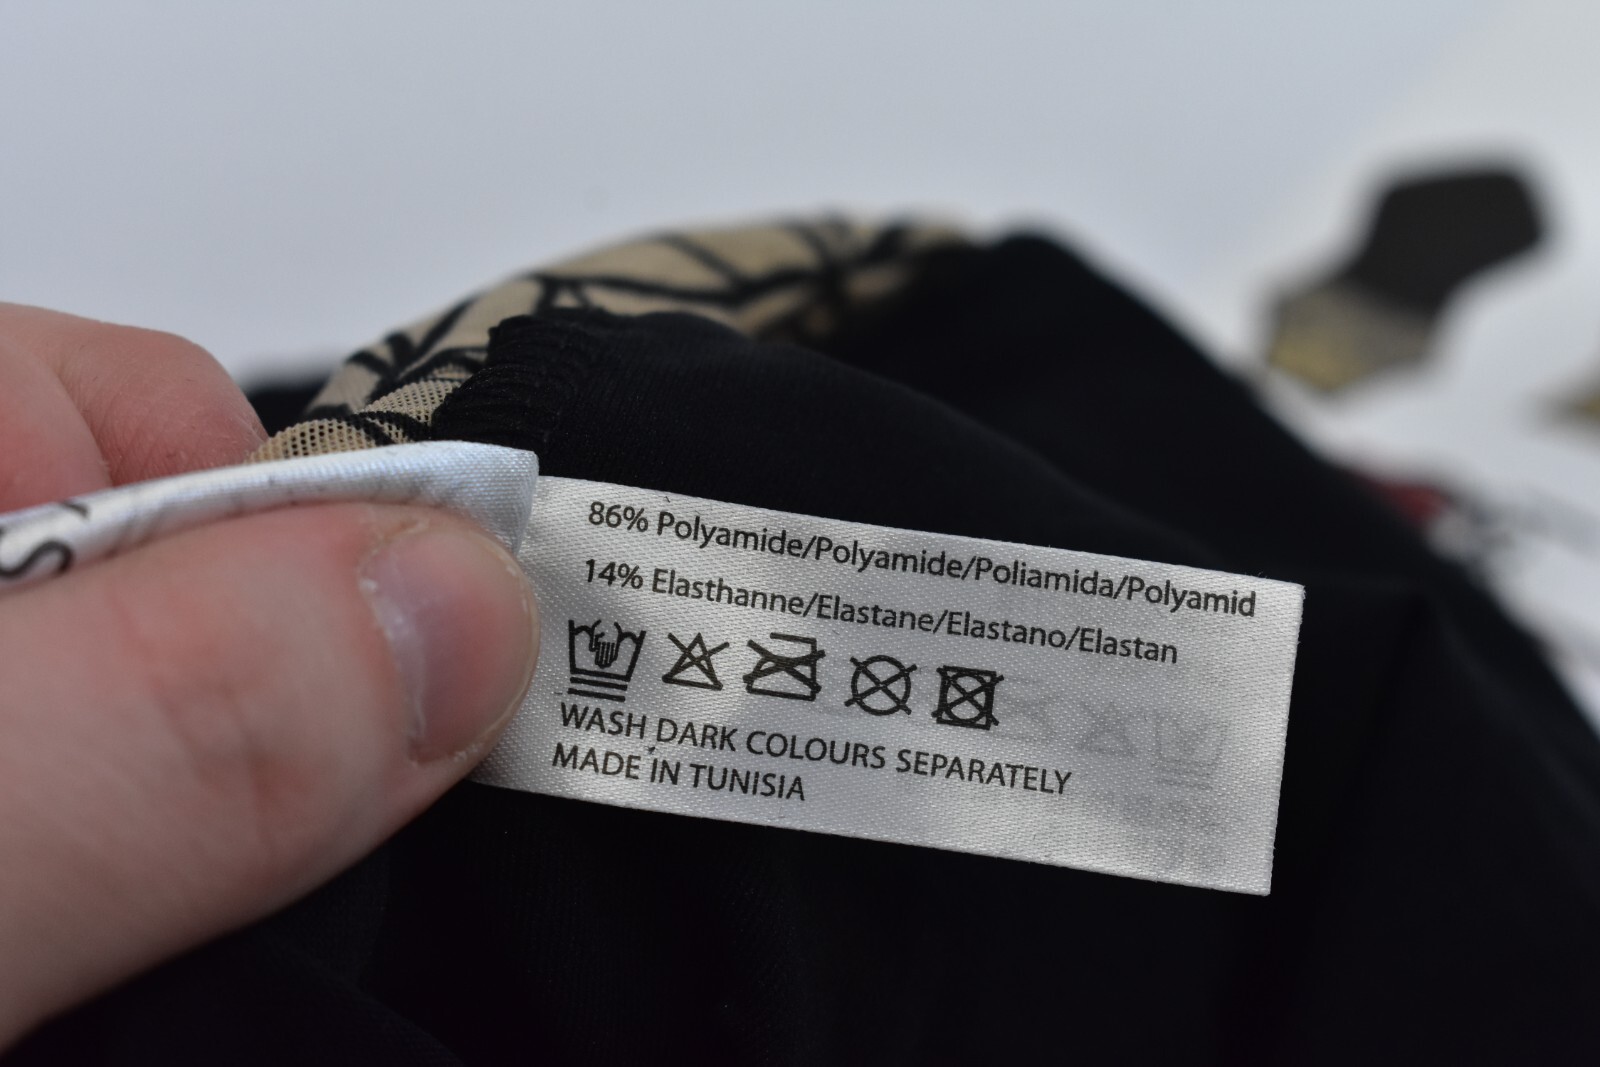 86% Polyamide/Polyamide/Poliamida/Polyamid
14% Elasthanne/Elastane/Elastano/Elastan
WASH DARK COLOURS SEPARATELY
MADE IN TUNISIA